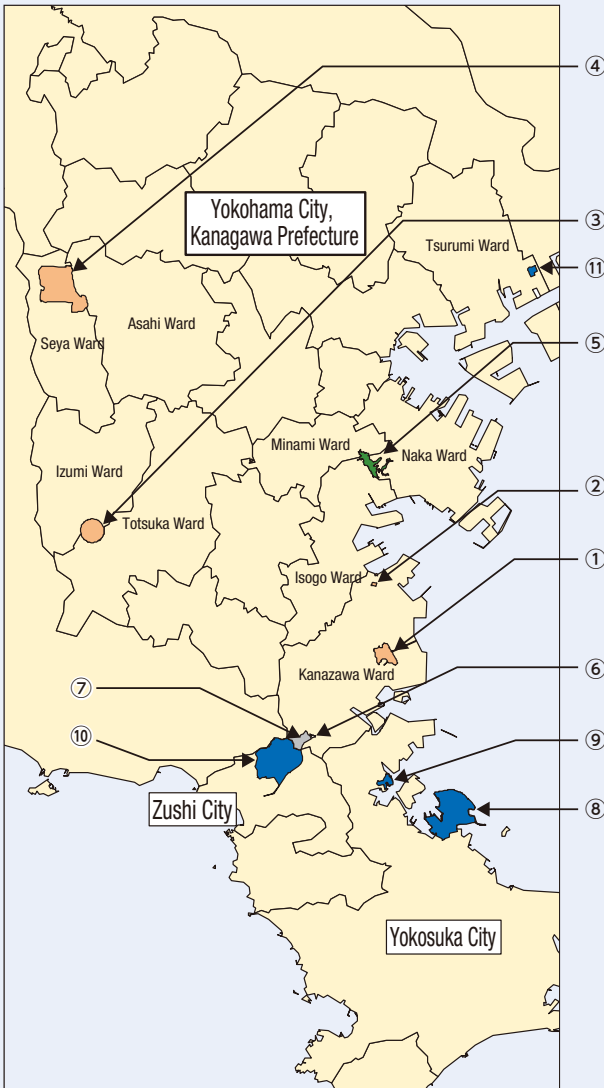 ④
Yokohama City,
Kanagawa Prefecture
③
Tsurumi Ward
⑪
Asahi Ward
Seya Ward
⑤
Minami Ward
Naka Ward
Izumi Ward
②
Totsuka Ward
Isogo Ward
①
Kanazawa Ward
⑥
⑦
⑩
⑨
Zushi City
⑧
Yokosuka City